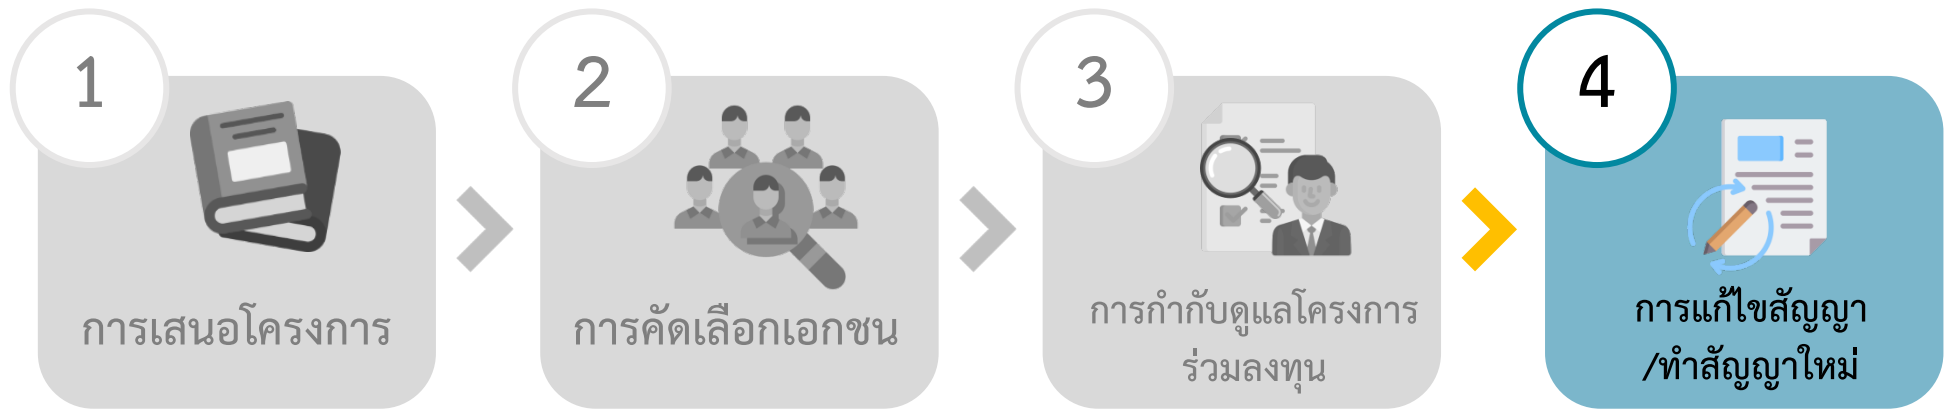 1
การเสนอโครงการ
2
การคัดเลือกเอกชน
3
การกำกับดูแลโครงการ
ร่วมลงทุน
4
การแก้ไขสัญญา
/ทำสัญญาใหม่